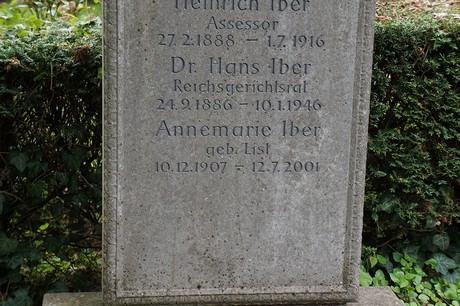 Heinrich Iber
Assessor
27.2.1888 – 1.7.1916
Dr. Hans Iber
Reichsgerichtsrat
24.9.1886 – 10.1.1946
Annemarie Iber
geb. List
10.12.1907 – 12.7.2001